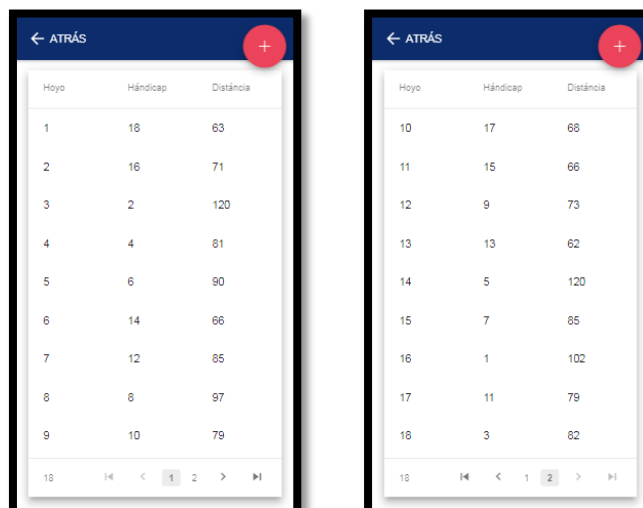 ← ATRÁS
+
Hoyo Hándicap Distáncia
1 18 63
2 16 71
3 2 120
4 4 81
5 6 90
6 14 66
7 12 85
8 8 97
9 10 79
18 1 2
← ATRÁS
+
Hoyo Hándicap Distáncia
10 17 68
11 15 66
12 9 73
13 13 62
14 5 120
15 7 85
16 1 102
17 11 79
18 3 82
18 1 2